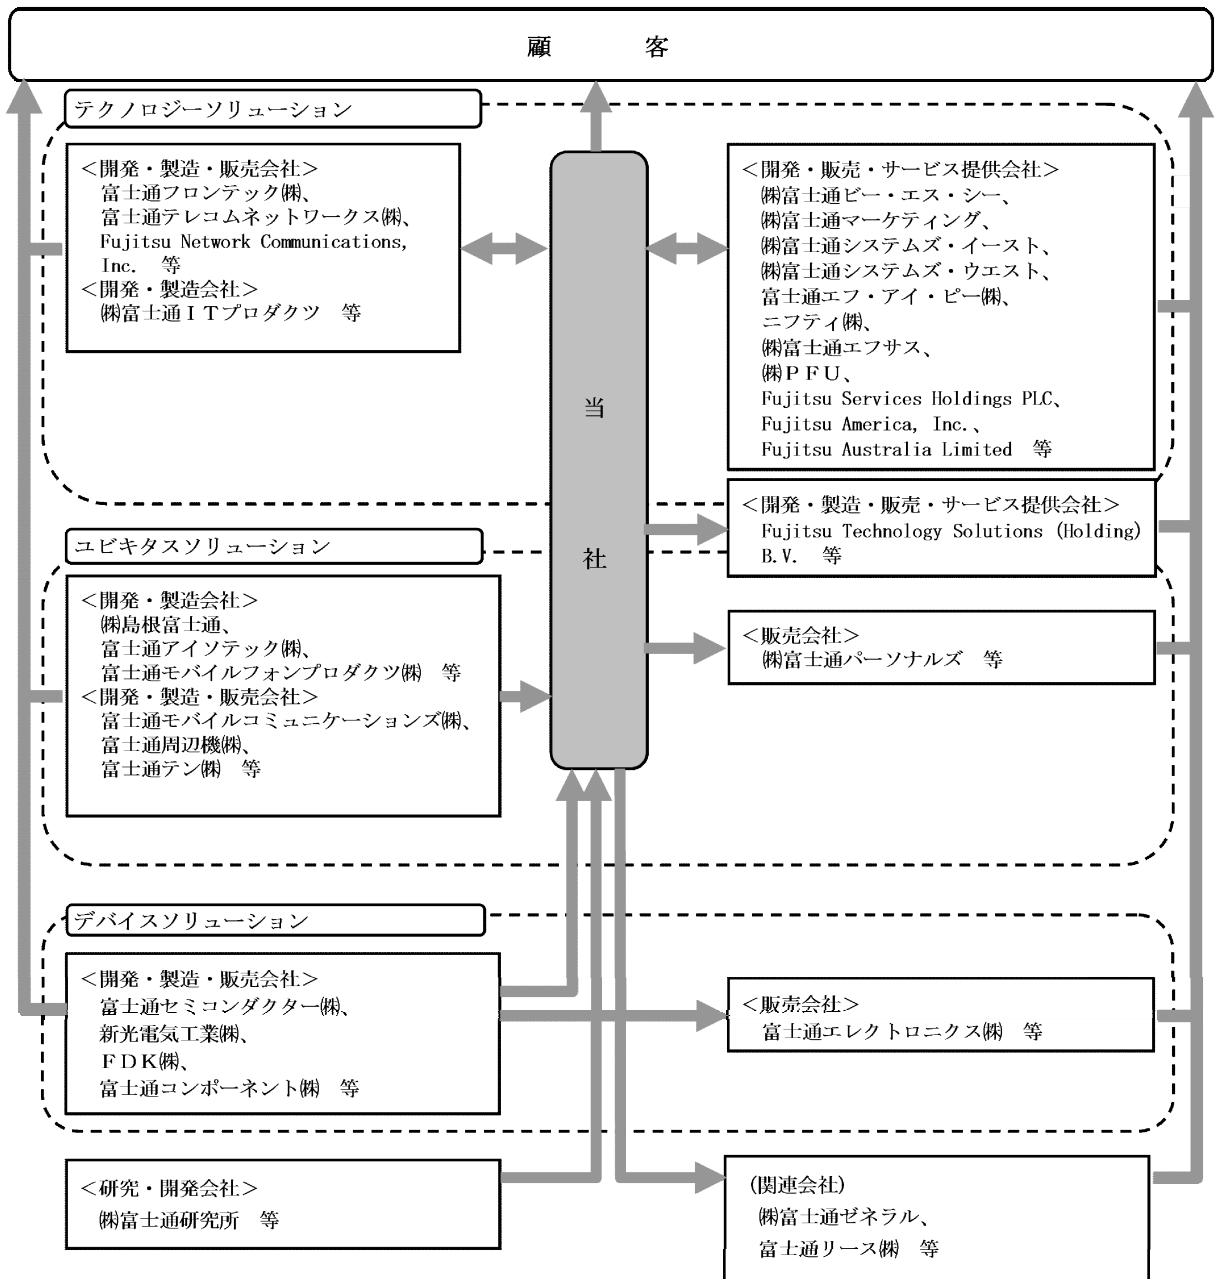 顧　客
テクノロジーソリューション
＜開発・製造・販売会社＞
富士通フロンテック㈱、
富士通テレコムネットワークス㈱、
Fujitsu Network Communications,
Inc.　等
＜開発・製造会社＞
㈱富士通ＩＴプロダクツ　等
当
社
＜開発・販売・サービス提供会社＞
㈱富士通ビー・エス・シー、
㈱富士通マーケティング、
㈱富士通システムズ・イースト、
㈱富士通システムズ・ウエスト、
富士通エフ・アイ・ピー㈱、
ニフティ㈱、
㈱富士通エフサス、
㈱ＰＦＵ、
Fujitsu Services Holdings PLC、
Fujitsu America, Inc.、
Fujitsu Australia Limited　等
＜開発・製造・販売・サービス提供会社＞
Fujitsu Technology Solutions (Holding)
B.V.　等
ユビキタスソリューション
＜開発・製造会社＞
㈱島根富士通、
富士通アイソテック㈱、
富士通モバイルフォンプロダクツ㈱　等
＜開発・製造・販売会社＞
富士通モバイルコミュニケーションズ㈱、
富士通周辺機㈱、
富士通テン㈱　等
＜販売会社＞
㈱富士通パーソナルズ　等
デバイスソリューション
＜開発・製造・販売会社＞
富士通セミコンダクター㈱、
新光電気工業㈱、
ＦＤＫ㈱、
富士通コンポーネント㈱　等
＜販売会社＞
富士通エレクトロニクス㈱　等
＜研究・開発会社＞
㈱富士通研究所　等
(関連会社)
㈱富士通ゼネラル、
富士通リース㈱　等